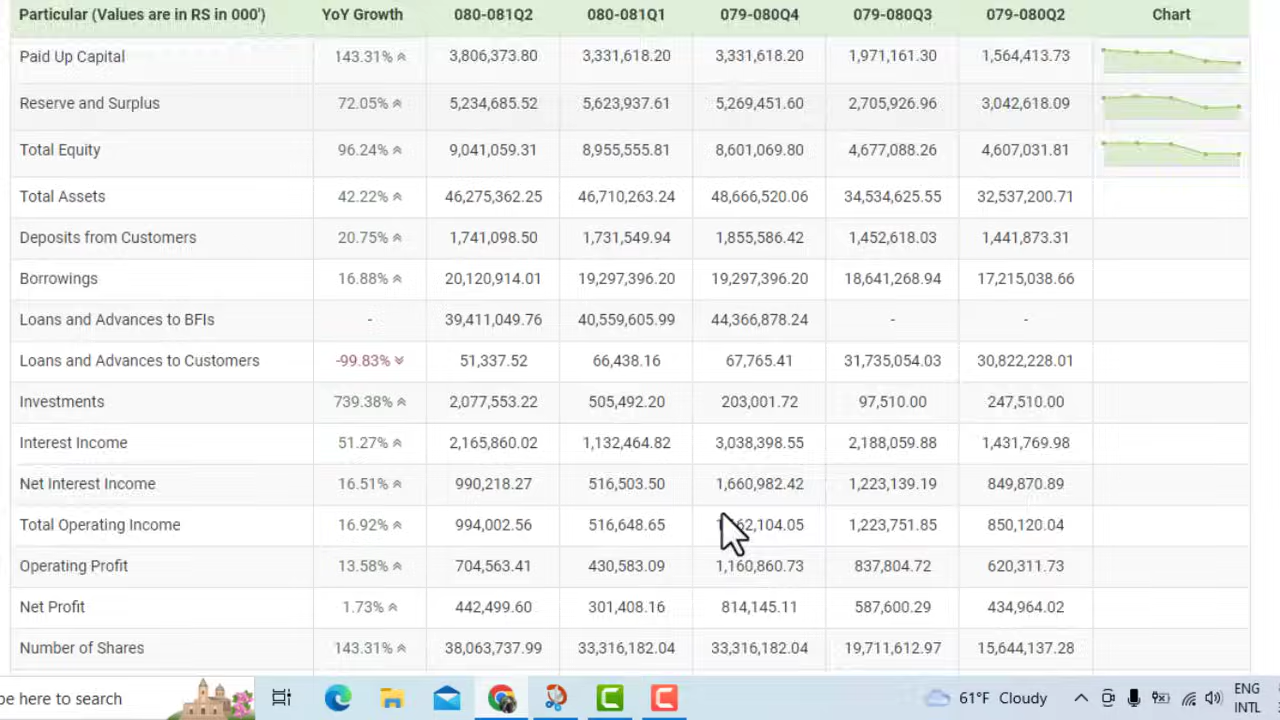 Particular (Values are in RS in 000') YoY Growth 080-081Q2 080-081Q1 079-080Q4 079-080Q3 079-080Q2 Chart
Paid Up Capital 143.31% 3,806,373.80 3,331,618.20 3,331,618.20 1,971,161.30 1,564,413.73
Reserve and Surplus 72.05% 5,234,685.52 5,623,937.61 5,269,451.60 2,705,926.96 3,042,618.09
Total Equity 96.24% 9,041,059.31 8,955,555.81 8,601,069.80 4,677,088.26 4,607,031.81
Total Assets 42.22% 46,275,362.25 46,710,263.24 48,666,520.06 34,534,625.55 32,537,200.71
Deposits from Customers 20.75% 1,741,098.50 1,731,549.94 1,855,586.42 1,452,618.03 1,441,873.31
Borrowings 16.88% 20,120,914.01 19,297,396.20 19,297,396.20 18,641,268.94 17,215,038.66
Loans and Advances to BFIs - 39,411,049.76 40,559,605.99 44,366,878.24 - -
Loans and Advances to Customers -99.83% 51,337.52 66,438.16 67,765.41 31,735,054.03 30,822,228.01
Investments 739.38% 2,077,553.22 505,492.20 203,001.72 97,510.00 247,510.00
Interest Income 51.27% 2,165,860.02 1,132,464.82 3,038,398.55 2,188,059.88 1,431,769.98
Net Interest Income 16.51% 990,218.27 516,503.50 1,660,982.42 1,223,139.19 849,870.89
Total Operating Income 16.92% 994,002.56 516,648.65 62,104.05 1,223,751.85 850,120.04
Operating Profit 13.58% 704,563.41 430,583.09 1,160,860.73 837,804.72 620,311.73
Net Profit 1.73% 442,499.60 301,408.16 814,145.11 587,600.29 434,964.02
Number of Shares 143.31% 38,063,737.99 33,316,182.04 33,316,182.04 19,711,612.97 15,644,137.28
pe here to search 61°F Cloudy ENG
INTL